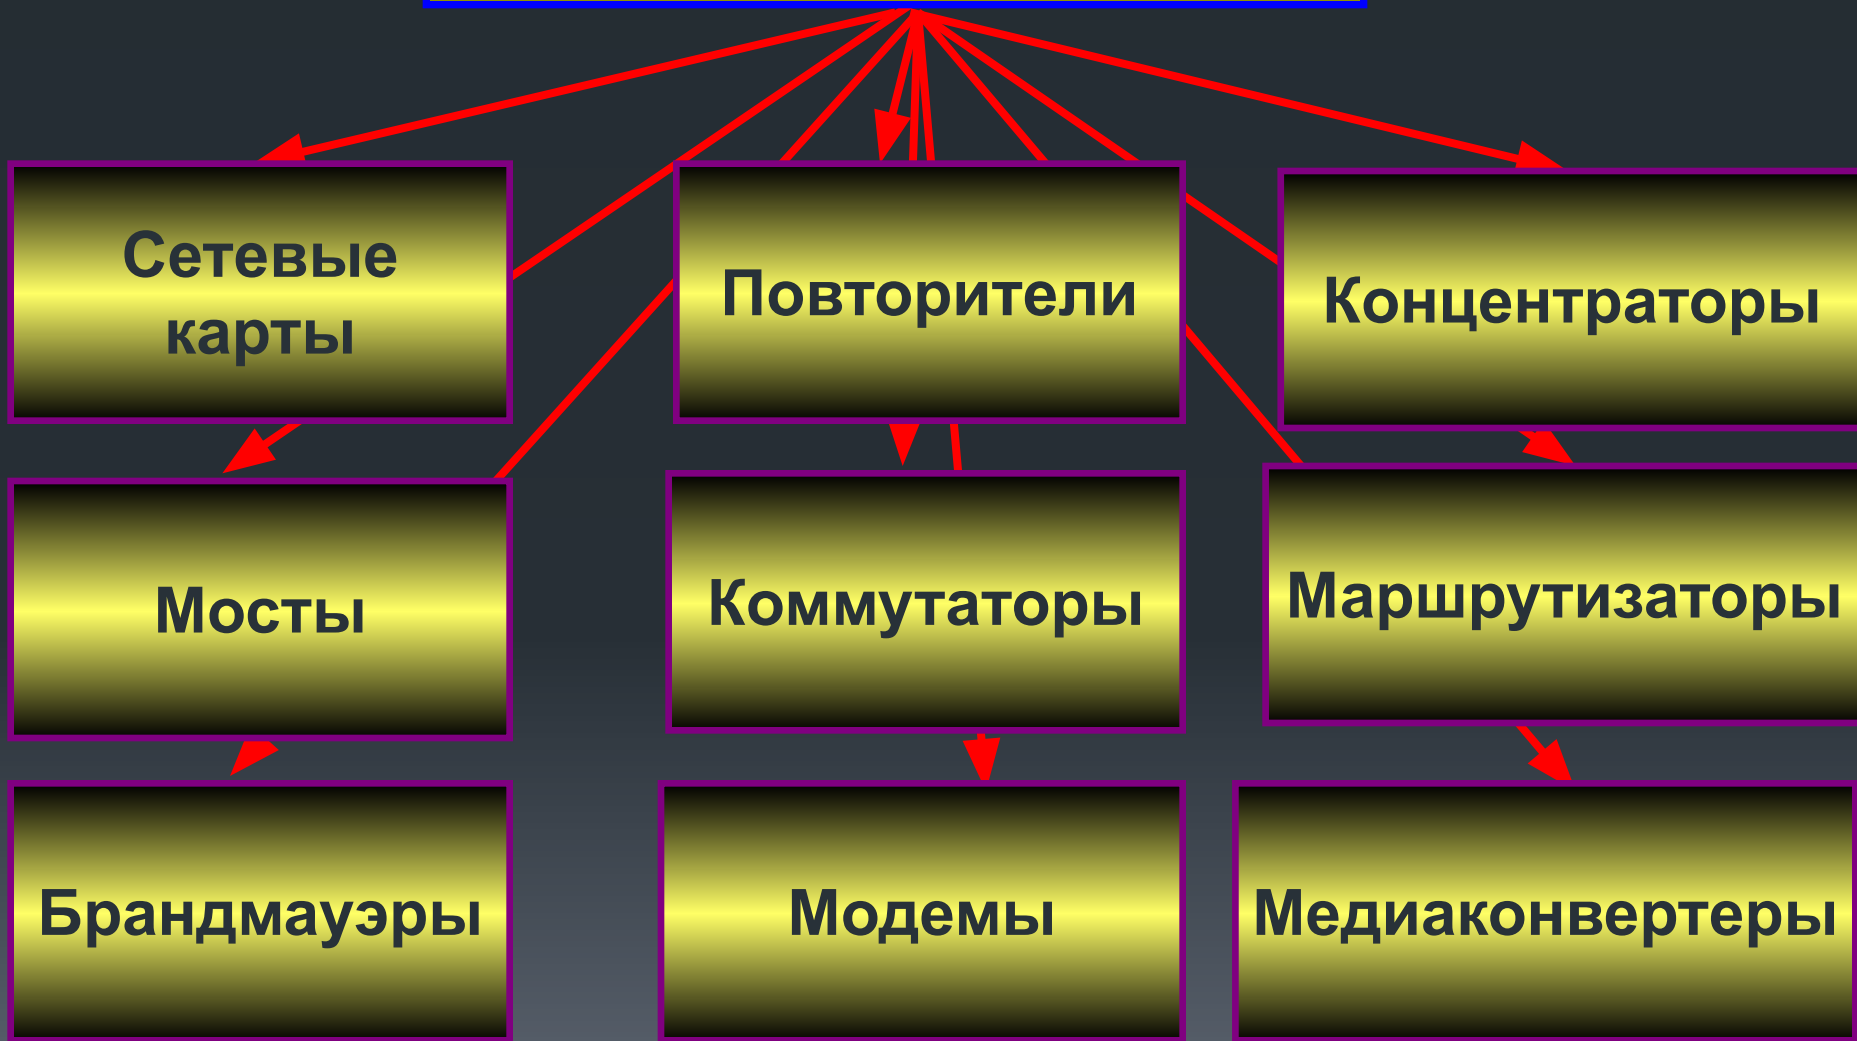 Сетевые
карты
Повторители
Концентраторы
Мосты
Коммутаторы
Маршрутизаторы
Брандмауэры
Модемы
Медиаконвертеры